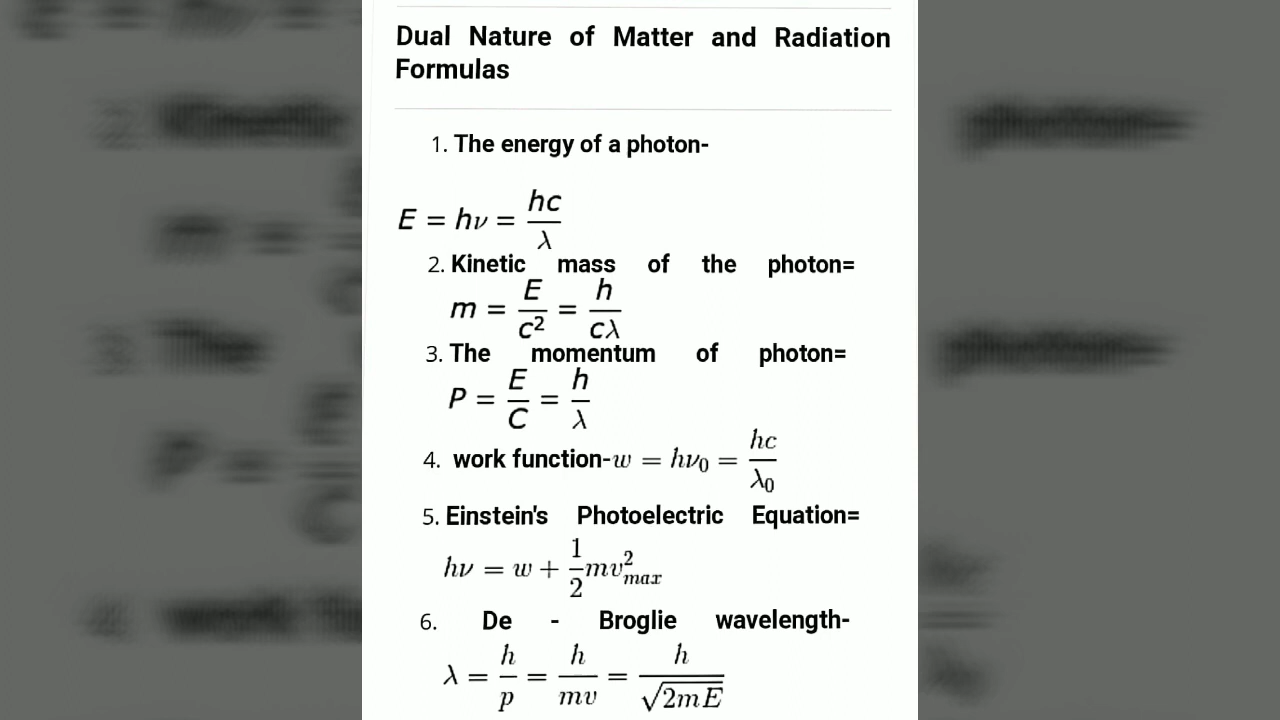 Dual Nature of Matter and Radiation
Formulas
1. The energy of a photon-
E = hν = hc/λ
2. Kinetic mass of the photon=
m = E/c² = h/cλ
3. The momentum of photon=
P = E/C = h/λ
4. work function-w = hν₀ = hc/λ₀
5. Einstein's Photoelectric Equation=
hν = w + 1/2 mv²max
6. De - Broglie wavelength-
λ = h/p = h/mv = h/√2mE